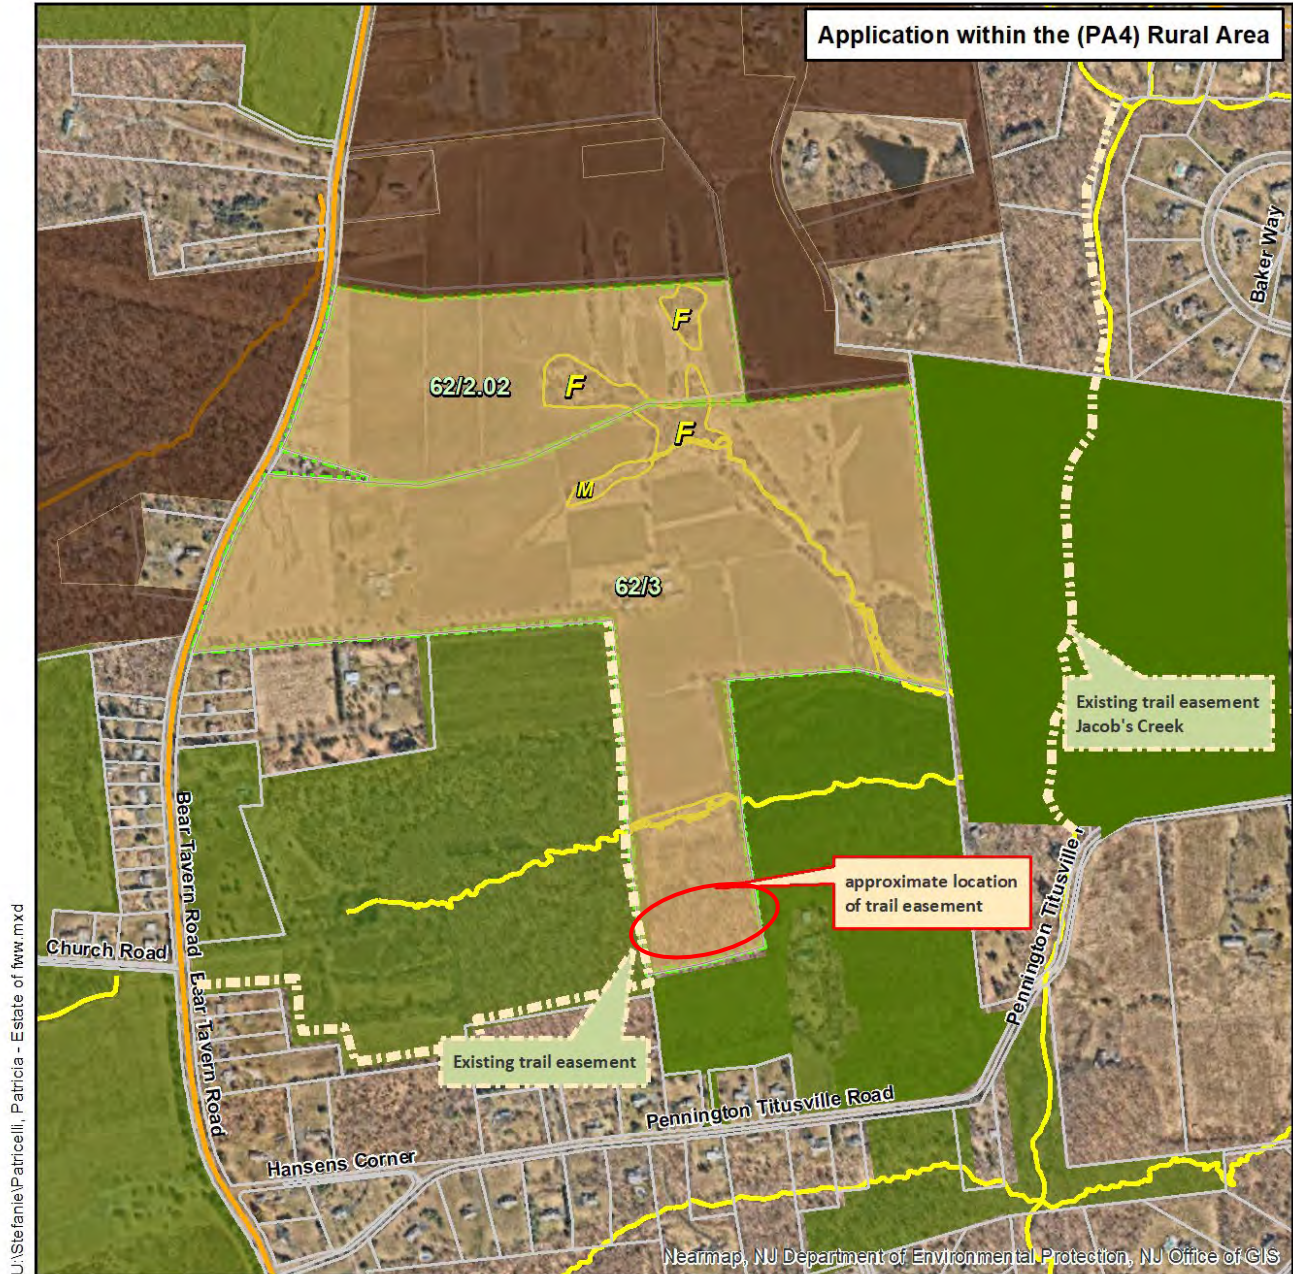 Application within the (PA4) Rural Area
Baker Way
F
62/2.02
F
F
M
62/3
Existing trail easement
Jacob's Creek
Bear Tavern Road
approximate location
of trail easement
Pennington Titusville
Church Road
Bear Tavern Road
Existing trail easement
Pennington Titusville Road
Hansens Corner
Nearmap, NJ Department of Environmental Protection, NJ Office of GIS
U:\Stefanie\Patricelli, Patricia - Estate of fww.mxd